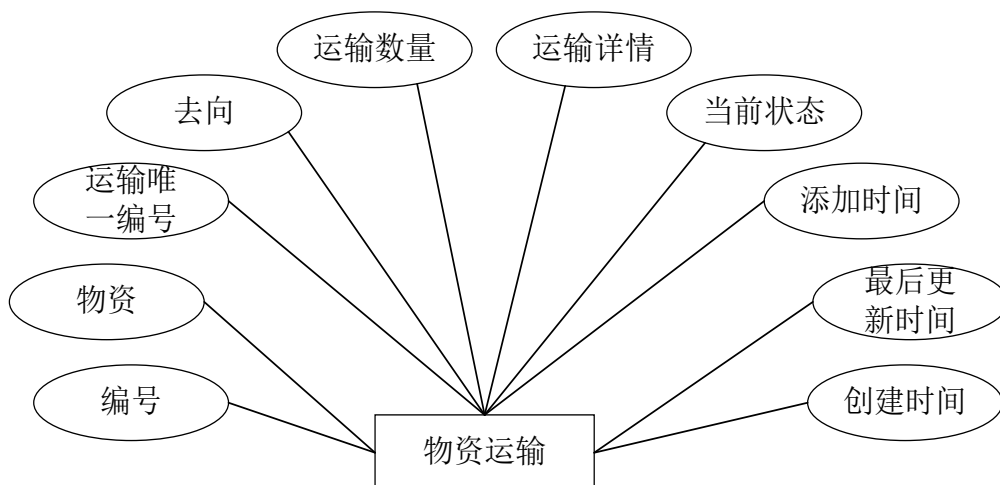 运输数量
运输详情
去向
当前状态
运输唯
一编号
添加时间
物资
最后更
新时间
编号
创建时间
物资运输